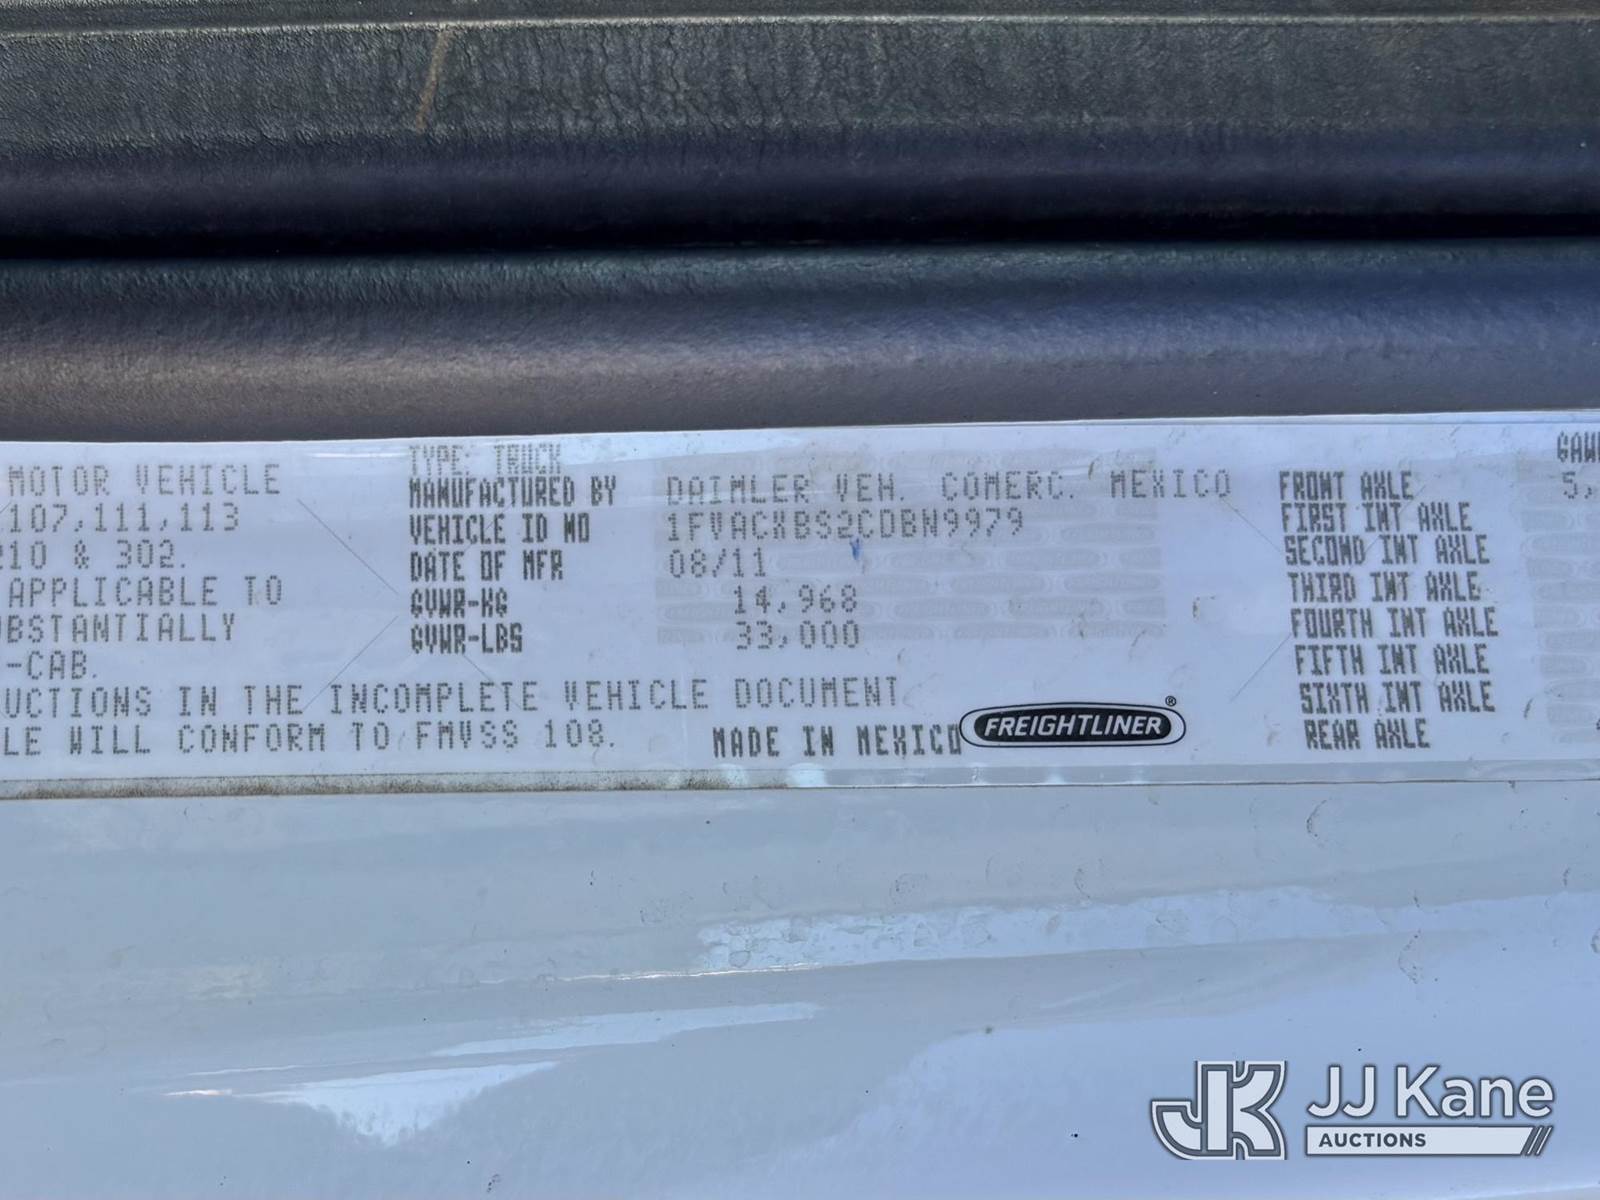 MOTOR VEHICLE
107,111,113
210 & 302.
APPLICABLE TO
UBSTANTIALLY
-CAB.
UCTIONS IN THE INCOMPLETE VEHICLE DOCUMENT
LE WILL CONFORM TO FMVSS 108.
TYPE: TRUCK
MANUFACTURED BY DAIMLER VEH. COMERC. MEXICO
VEHICLE ID NO 1FVACXBS2CDBN9979
DATE OF MFR 08/11
GVWR-KG 14,968
GVWR-LBS 33,000
MADE IN MEXICO FREIGHTLINER®
GAW
FRONT AXLE 5,
FIRST INT AXLE
SECOND INT AXLE
THIRD INT AXLE
FOURTH INT AXLE
FIFTH INT AXLE
SIXTH INT AXLE
REAR AXLE
JK JJ Kane
AUCTIONS